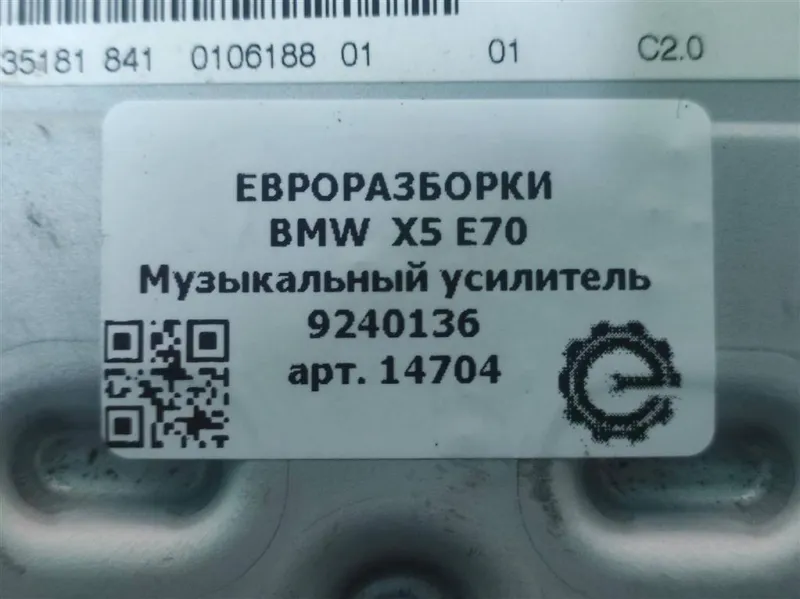 35181 841 0106188 01 01 C2.0
ЕВРОРАЗБОРКИ
BMW X5 E70
Музыкальный усилитель
9240136
арт. 14704